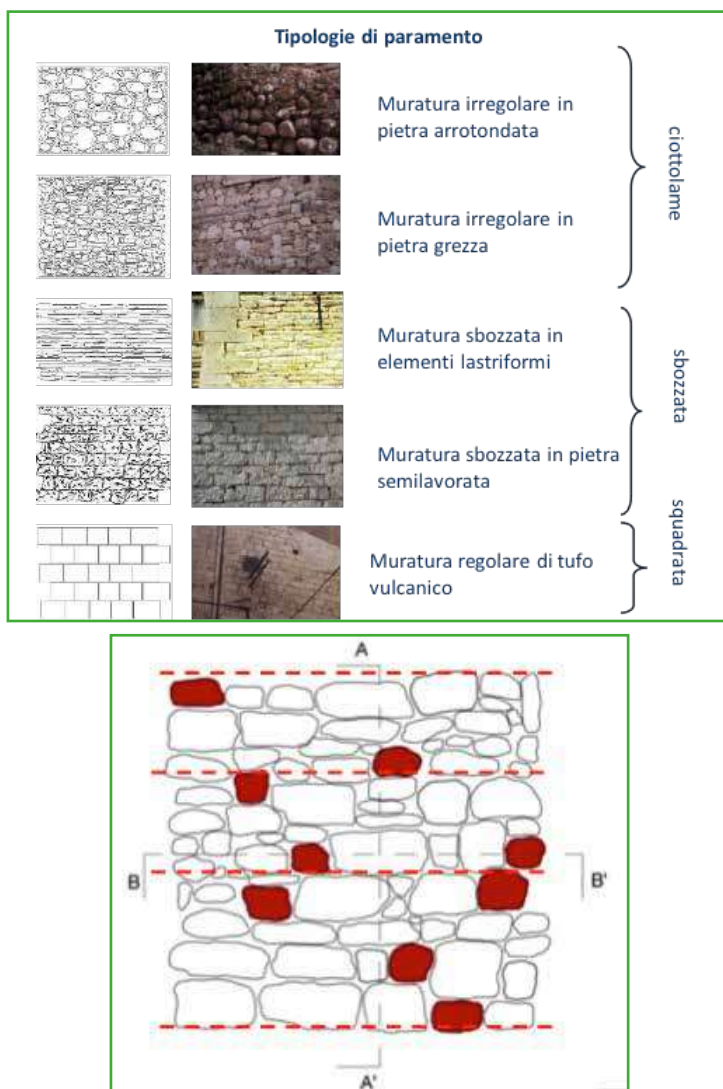 Tipologie di paramento
Muratura irregolare in
pietra arrotondata
Muratura irregolare in
pietra grezza
ciottolame
Muratura sbozzata in
elementi lastriformi
Muratura sbozzata in pietra
semilavorata
sbozzata
Muratura regolare di tufo
vulcanico
squadrata
A
B
B'
A'